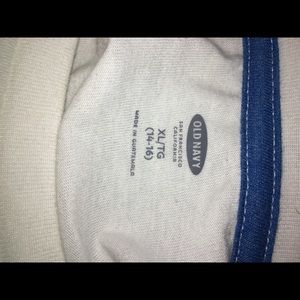 OLD NAVY
SAN FRANCISCO
CALIFORNIA
XL/TG
(14-16)
MADE IN GUATEMALA